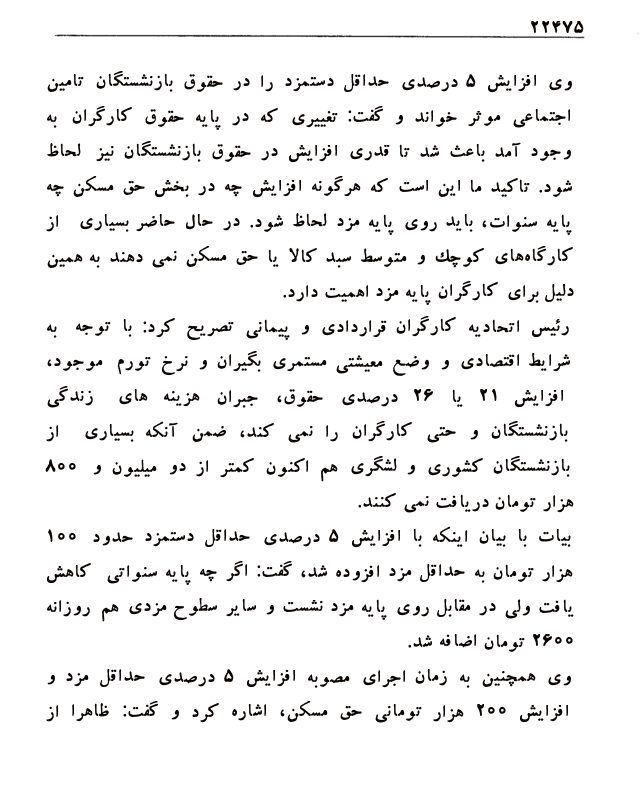 ۲۲۴۷۵
وی افزایش ۵ درصدی حداقل دستمزد را در حقوق بازنشستگان تامین
اجتماعی موثر خواند و گفت: تغییری که در پایه حقوق کارگران به
وجود آمد باعث شد تا قدری افزایش در حقوق بازنشستگان نیز لحاظ
شود. تاکید ما این است که هرگونه افزایش چه در بخش حق مسکن چه
پایه سنوات، باید روی پایه مزد لحاظ شود. در حال حاضر بسیاری از
کارگاه‌های کوچك و متوسط سبد کالا یا حق مسکن نمی دهند به همین
دلیل برای کارگران پایه مزد اهمیت دارد.
رئیس اتحادیه کارگران قراردادی و پیمانی تصریح کرد: با توجه به
شرایط اقتصادی و وضع معیشتی مستمری بگیران و نرخ تورم موجود،
افزایش ۲۱ یا ۲۶ درصدی حقوق، جبران هزینه های زندگی
بازنشستگان و حتی کارگران را نمی کند، ضمن آنکه بسیاری از
بازنشستگان کشوری و لشگری هم اکنون کمتر از دو میلیون و ۸۰۰
هزار تومان دریافت نمی کنند.
بیات با بیان اینکه با افزایش ۵ درصدی حداقل دستمزد حدود ۱۰۰
هزار تومان به حداقل مزد افزوده شد، گفت: اگر چه پایه سنواتی کاهش
یافت ولی در مقابل روی پایه مزد نشست و سایر سطوح مزدی هم روزانه
۲۶۰۰ تومان اضافه شد.
وی همچنین به زمان اجرای مصوبه افزایش ۵ درصدی حداقل مزد و
افزایش ۲۰۰ هزار تومانی حق مسکن، اشاره کرد و گفت: ظاهرا از